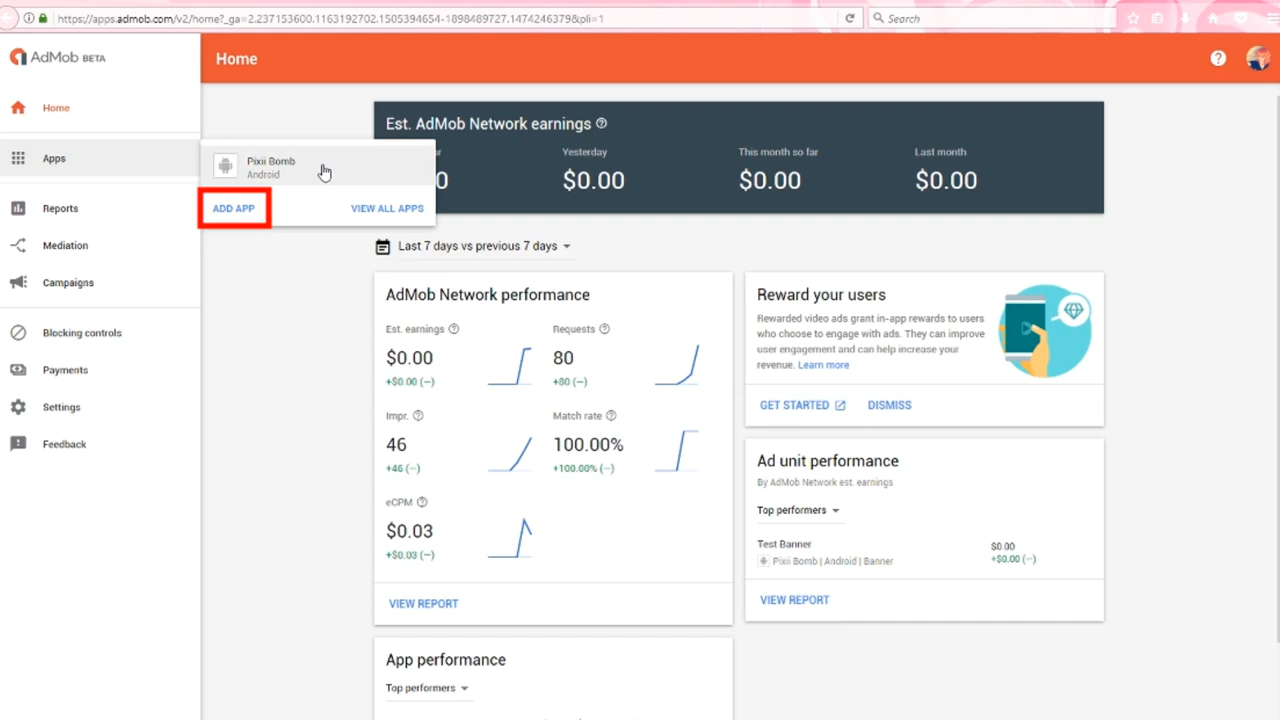 https://apps.admob.com/v2/home?_ga=2.237153600.1163192702.1505394654-1898489727.1474246379&pli=1
Search
AdMob BETA
Home
Home
Apps
Reports
Mediation
Campaigns
Blocking controls
Payments
Settings
Feedback
Pixii Bomb
Android
ADD APP
VIEW ALL APPS
Est. AdMob Network earnings
Yesterday
This month so far
Last month
0
$0.00
$0.00
$0.00
Last 7 days vs previous 7 days
AdMob Network performance
Est. earnings
Requests
$0.00
80
+$0.00 (—)
+80 (—)
Impr.
Match rate
46
100.00%
+46 (—)
+100.00% (—)
eCPM
$0.03
+$0.03 (—)
VIEW REPORT
App performance
Top performers
Reward your users
Rewarded video ads grant in-app rewards to users
who choose to engage with ads. They can improve
user engagement and can help increase your
revenue. Learn more
GET STARTED
DISMISS
Ad unit performance
By AdMob Network est. earnings
Top performers
Test Banner
$0.00
Pixii Bomb | Android | Banner
+$0.00 (—)
VIEW REPORT